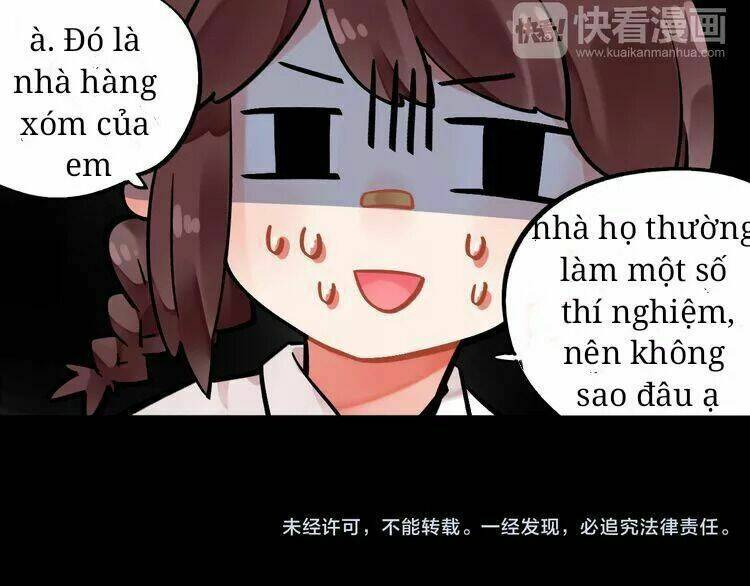 快看漫画
www.kuaikanmanhua.com
à. Đó là
nhà hàng
xóm của
em
nhà họ thường
làm một số
thí nghiệm,
nên không
sao đâu ạ
未经许可，不能转载。一经发现，必追究法律责任。